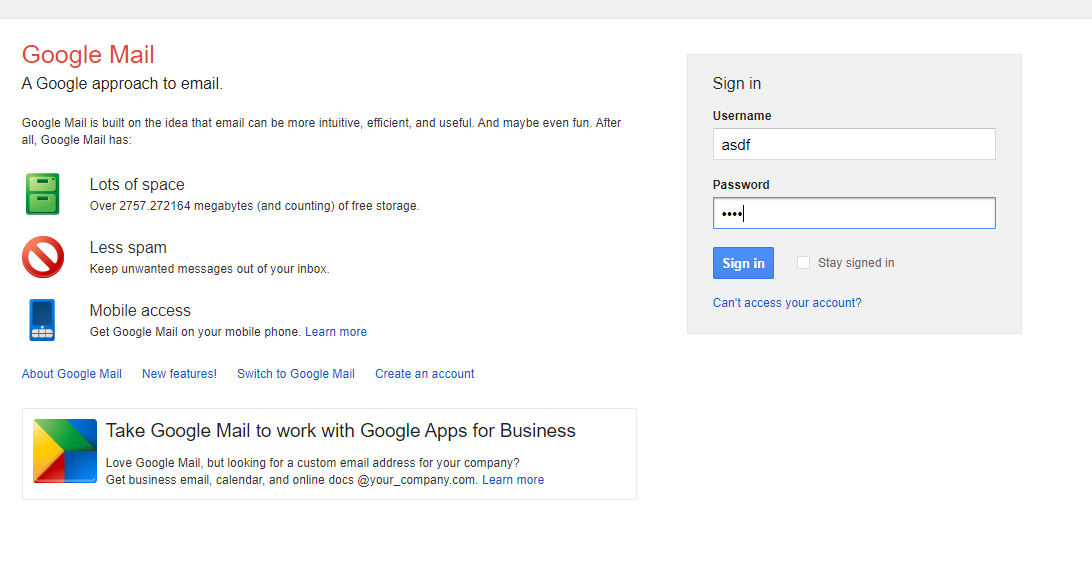 Google Mail
A Google approach to email.
Google Mail is built on the idea that email can be more intuitive, efficient, and useful. And maybe even fun. After
all, Google Mail has:
Lots of space
Over 2757.272164 megabytes (and counting) of free storage.
Less spam
Keep unwanted messages out of your inbox.
Mobile access
Get Google Mail on your mobile phone. Learn more
About Google Mail New features! Switch to Google Mail Create an account
Take Google Mail to work with Google Apps for Business
Love Google Mail, but looking for a custom email address for your company?
Get business email, calendar, and online docs @your_company.com. Learn more
Sign in
Username
asdf
Password
••••
Sign in Stay signed in
Can't access your account?